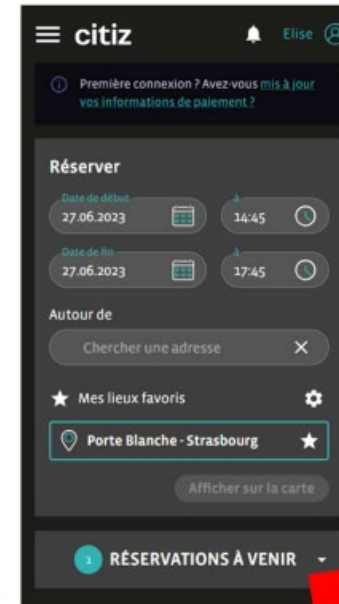 citiz
Elise
Première connexion ? Avez-vous mis à jour
vos informations de paiement ?
Réserver
Date de début
27.06.2023
à
14:45
Date de fin
27.06.2023
à
17:45
Autour de
Chercher une adresse
Mes lieux favoris
Porte Blanche - Strasbourg
Afficher sur la carte
1 RÉSERVATIONS À VENIR